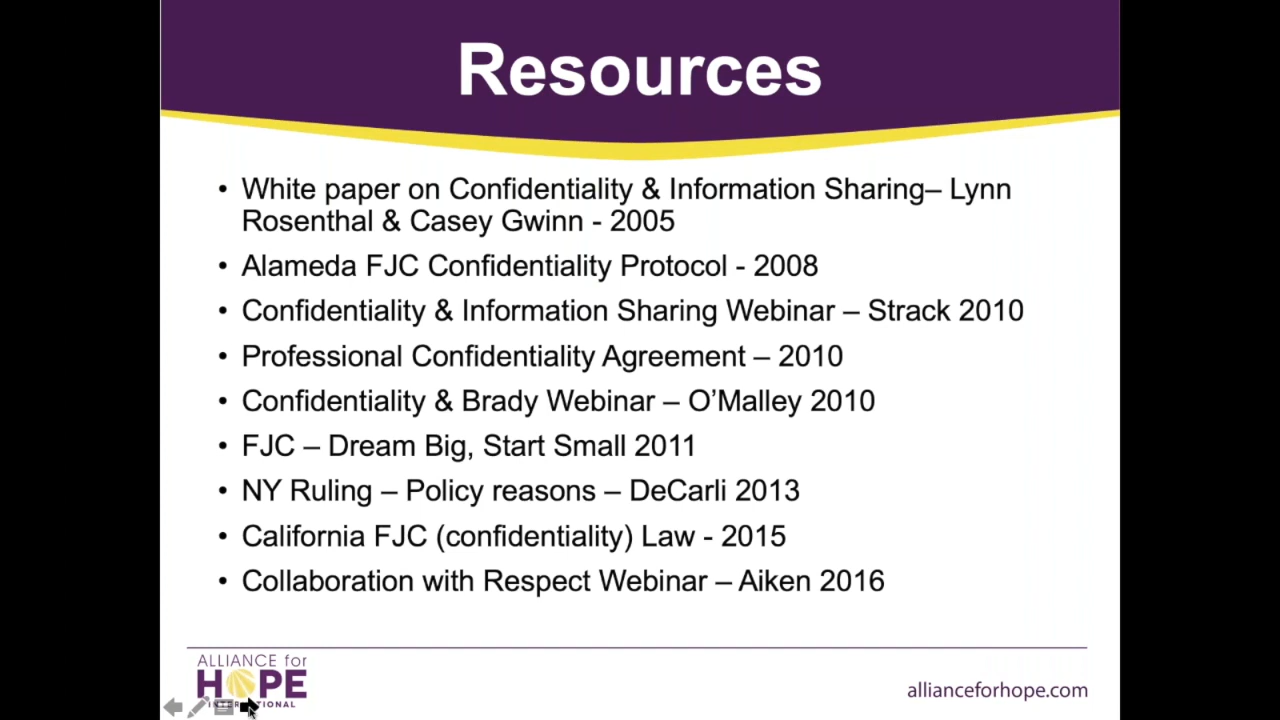 Resources
• White paper on Confidentiality & Information Sharing– Lynn
Rosenthal & Casey Gwinn - 2005
• Alameda FJC Confidentiality Protocol - 2008
• Confidentiality & Information Sharing Webinar – Strack 2010
• Professional Confidentiality Agreement – 2010
• Confidentiality & Brady Webinar – O’Malley 2010
• FJC – Dream Big, Start Small 2011
• NY Ruling – Policy reasons – DeCarli 2013
• California FJC (confidentiality) Law - 2015
• Collaboration with Respect Webinar – Aiken 2016
ALLIANCE for
HOPE
INTERNATIONAL
allianceforhope.com